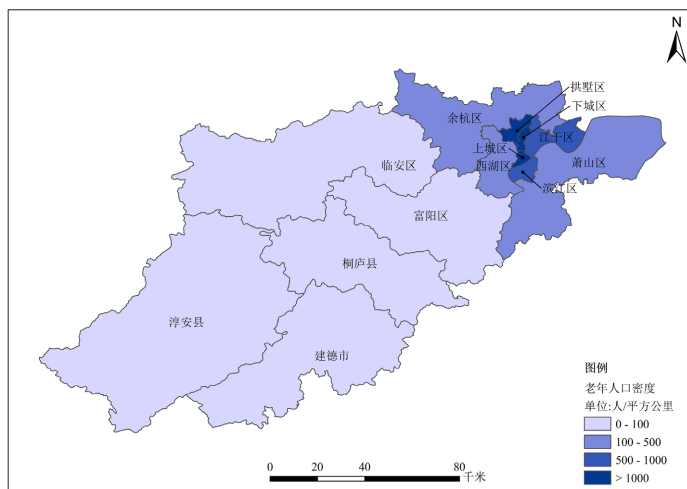 N
拱墅区
下城区
余杭区
江干区
上城区
西湖区
萧山区
临安区
滨江区
富阳区
桐庐县
淳安县
建德市
图例
老年人口密度
单位:人/平方公里
0 - 100
100 - 500
500 - 1000
> 1000
0 20 40 80
千米